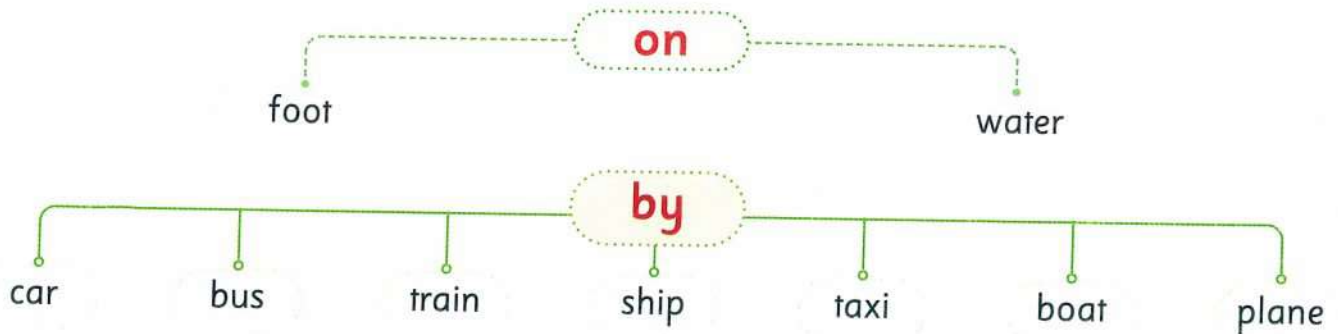 on
foot water
by
car bus train ship taxi boat plane